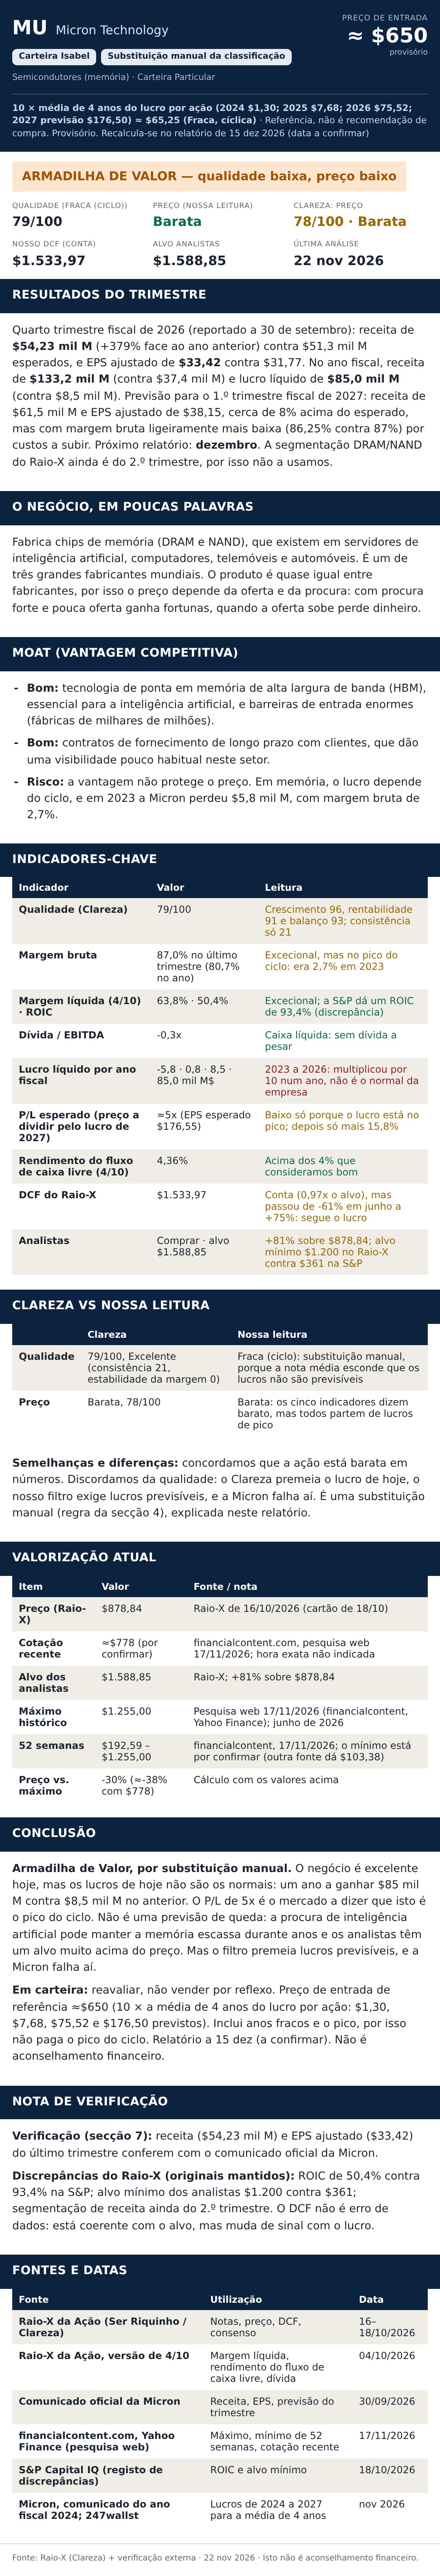 MU Micron Technology
PREÇO DE ENTRADA
≈ $650
provisório
Carteira Isabel
Substituição manual da classificação
Semicondutores (memória) · Carteira Particular
10 × média de 4 anos do lucro por ação (2024 $1,30; 2025 $7,68; 2026 $75,52;
2027 previsão $176,50) ≈ $65,25 (Fraca, cíclica) · Referência, não é recomendação de
compra. Provisório. Recalcula-se no relatório de 15 dez 2026 (data a confirmar)
ARMADILHA DE VALOR — qualidade baixa, preço baixo
QUALIDADE (FRACA (CICLO)) PREÇO (NOSSA LEITURA) CLAREZA: PREÇO
79/100 Barata 78/100 · Barata
NOSSO DCF (CONTA) ALVO ANALISTAS ÚLTIMA ANÁLISE
$1.533,97 $1.588,85 22 nov 2026
RESULTADOS DO TRIMESTRE
Quarto trimestre fiscal de 2026 (reportado a 30 de setembro): receita de
$54,23 mil M (+379% face ao ano anterior) contra $51,3 mil M
esperados, e EPS ajustado de $33,42 contra $31,77. No ano fiscal, receita
de $133,2 mil M (contra $37,4 mil M) e lucro líquido de $85,0 mil M
(contra $8,5 mil M). Previsão para o 1.º trimestre fiscal de 2027: receita de
$61,5 mil M e EPS ajustado de $38,15, cerca de 8% acima do esperado,
mas com margem bruta ligeiramente mais baixa (86,25% contra 87%) por
custos a subir. Próximo relatório: dezembro. A segmentação DRAM/NAND
do Raio-X ainda é do 2.º trimestre, por isso não a usamos.
O NEGÓCIO, EM POUCAS PALAVRAS
Fabrica chips de memória (DRAM e NAND), que existem em servidores de
inteligência artificial, computadores, telemóveis e automóveis. É um de
três grandes fabricantes mundiais. O produto é quase igual entre
fabricantes, por isso o preço depende da oferta e da procura: com procura
forte e pouca oferta ganha fortunas, quando a oferta sobe perde dinheiro.
MOAT (VANTAGEM COMPETITIVA)
- Bom: tecnologia de ponta em memória de alta largura de banda (HBM),
essencial para a inteligência artificial, e barreiras de entrada enormes
(fábricas de milhares de milhões).
- Bom: contratos de fornecimento de longo prazo com clientes, que dão
uma visibilidade pouco habitual neste setor.
- Risco: a vantagem não protege o preço. Em memória, o lucro depende
do ciclo, e em 2023 a Micron perdeu $5,8 mil M, com margem bruta de
2,7%.
INDICADORES-CHAVE
Indicador Valor Leitura
Qualidade (Clareza) 79/100 Crescimento 96, rentabilidade
91 e balanço 93; consistência
só 21
Margem bruta 87,0% no último Excecional, mas no pico do
trimestre (80,7% ciclo: era 2,7% em 2023
no ano)
Margem líquida (4/10) 63,8% · 50,4% Excecional; a S&P dá um ROIC
· ROIC de 93,4% (discrepância)
Dívida / EBITDA -0,3x Caixa líquida: sem dívida a
pesar
Lucro líquido por ano -5,8 · 0,8 · 8,5 · 2023 a 2026: multiplicou por
fiscal 85,0 mil M$ 10 num ano, não é o normal da
empresa
P/L esperado (preço a ≈5x (EPS esperado Baixo só porque o lucro está no
dividir pelo lucro de $176,55) pico; depois só mais 15,8%
2027)
Rendimento do fluxo 4,36% Acima dos 4% que
de caixa livre (4/10) consideramos bom
DCF do Raio-X $1.533,97 Conta (0,97x o alvo), mas
passou de -61% em junho a
+75%: segue o lucro
Analistas Comprar · alvo +81% sobre $878,84; alvo
$1.588,85 mínimo $1.200 no Raio-X
contra $361 na S&P
CLAREZA VS NOSSA LEITURA
Clareza Nossa leitura
Qualidade 79/100, Excelente Fraca (ciclo): substituição manual,
(consistência 21, porque a nota média esconde que os
estabilidade da margem 0) lucros não são previsíveis
Preço Barata, 78/100 Barata: os cinco indicadores dizem
barato, mas todos partem de lucros
de pico
Semelhanças e diferenças: concordamos que a ação está barata em
números. Discordamos da qualidade: o Clareza premeia o lucro de hoje, o
nosso filtro exige lucros previsíveis, e a Micron falha aí. É uma substituição
manual (regra da secção 4), explicada neste relatório.
VALORIZAÇÃO ATUAL
Item Valor Fonte / nota
Preço (Raio- $878,84 Raio-X de 16/10/2026 (cartão de 18/10)
X)
Cotação ≈$778 (por financialcontent.com, pesquisa web
recente confirmar) 17/11/2026; hora exata não indicada
Alvo dos $1.588,85 Raio-X; +81% sobre $878,84
analistas
Máximo $1.255,00 Pesquisa web 17/11/2026 (financialcontent,
histórico Yahoo Finance); junho de 2026
52 semanas $192,59 – financialcontent, 17/11/2026; o mínimo está
$1.255,00 por confirmar (outra fonte dá $103,38)
Preço vs. -30% (≈-38% Cálculo com os valores acima
máximo com $778)
CONCLUSÃO
Armadilha de Valor, por substituição manual. O negócio é excelente
hoje, mas os lucros de hoje não são os normais: um ano a ganhar $85 mil
M contra $8,5 mil M no anterior. O P/L de 5x é o mercado a dizer que isto é
o pico do ciclo. Não é uma previsão de queda: a procura de inteligência
artificial pode manter a memória escassa durante anos e os analistas têm
um alvo muito acima do preço. Mas o filtro premeia lucros previsíveis, e a
Micron falha aí.
Em carteira: reavaliar, não vender por reflexo. Preço de entrada de
referência ≈$650 (10 × a média de 4 anos do lucro por ação: $1,30,
$7,68, $75,52 e $176,50 previstos). Inclui anos fracos e o pico, por isso
não paga o pico do ciclo. Relatório a 15 dez (a confirmar). Não é
aconselhamento financeiro.
NOTA DE VERIFICAÇÃO
Verificação (secção 7): receita ($54,23 mil M) e EPS ajustado ($33,42)
do último trimestre conferem com o comunicado oficial da Micron.
Discrepâncias do Raio-X (originais mantidos): ROIC de 50,4% contra
93,4% na S&P; alvo mínimo dos analistas $1.200 contra $361;
segmentação de receita ainda do 2.º trimestre. O DCF não é erro de
dados: está coerente com o alvo, mas muda de sinal com o lucro.
FONTES E DATAS
Fonte Utilização Data
Raio-X da Ação (Ser Riquinho / Notas, preço, DCF, 16–
Clareza) consenso 18/10/2026
Raio-X da Ação, versão de 4/10 Margem líquida, 04/10/2026
rendimento do fluxo de
caixa livre, dívida
Comunicado oficial da Micron Receita, EPS, previsão do 30/09/2026
trimestre
financialcontent.com, Yahoo Máximo, mínimo de 52 17/11/2026
Finance (pesquisa web) semanas, cotação recente
S&P Capital IQ (registo de ROIC e alvo mínimo 18/10/2026
discrepâncias)
Micron, comunicado do ano Lucros de 2024 a 2027 nov 2026
fiscal 2024; 247wallst para a média de 4 anos
Fonte: Raio-X (Clareza) + verificação externa · 22 nov 2026 · Isto não é aconselhamento financeiro.